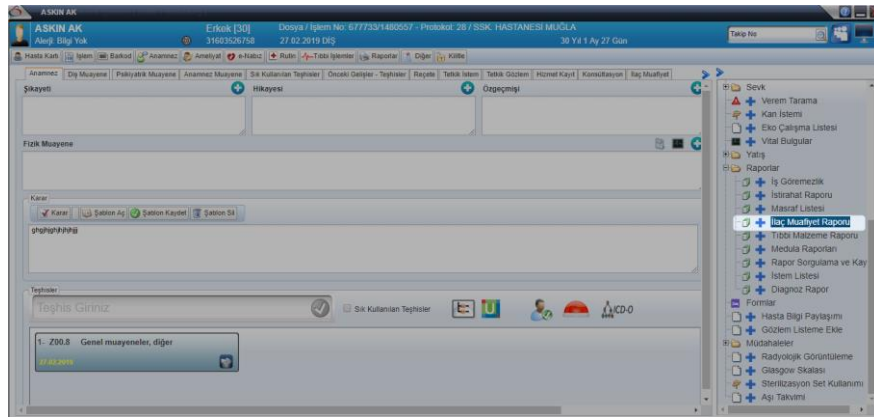 ASKIN AK
ASKIN AK
Alerji Bilgi Yok
Erkek [30]
31603526758
Dosya / İşlem No: 677733/1480557 - Protokol: 28 / SSK. HASTANESİ MUĞLA
27.02.2019 DIŞ
30 Yıl 1 Ay 27 Gün
Takip No
Hasta Kartı
İşlem
Barkod
Anamnez
Ameliyat
e-Nabız
Rutin
Tıbbi İşlemler
Raporlar
Diğer
Kütle
Anamnez
Diş Muayene
Psikiyatrik Muayene
Anamnez Muayene
Sık Kullanılan Teşhisler
Önceki Gelişler - Teşhisler
Reçete
Tetkik İstem
Tetkik Gözlem
Hizmet Kayıt
Konsültasyon
İlaç Muafiyet
Şikayeti
Hikayesi
Özgeçmişi
Fizik Muayene
Karar
Karar
Şablon Aç
Şablon Kaydet
Şablon Sil
Teşhisler
Teşhis Giriniz
Sık Kullanılan Teşhisler
ICD-O
1- Z00.8 Genel muayeneler, diğer
27.02.2019
Sevk
Verem Tarama
Kan İstemi
Eko Çalışma Listesi
Vital Bulgular
Yatış
Raporlar
İş Göremezlik
İstirahat Raporu
Masraf Listesi
İlaç Muafiyet Raporu
Tıbbi Malzeme Raporu
Medula Raporları
Rapor Sorgulama ve Kay
İstem Listesi
Diagnoz Rapor
Formlar
Hasta Bilgi Paylaşımı
Gözlem Listeme Ekle
Müdahaleler
Radyolojik Görüntüleme
Glasgow Skalası
Sterilizasyon Set Kullanımı
Aşı Takvimi